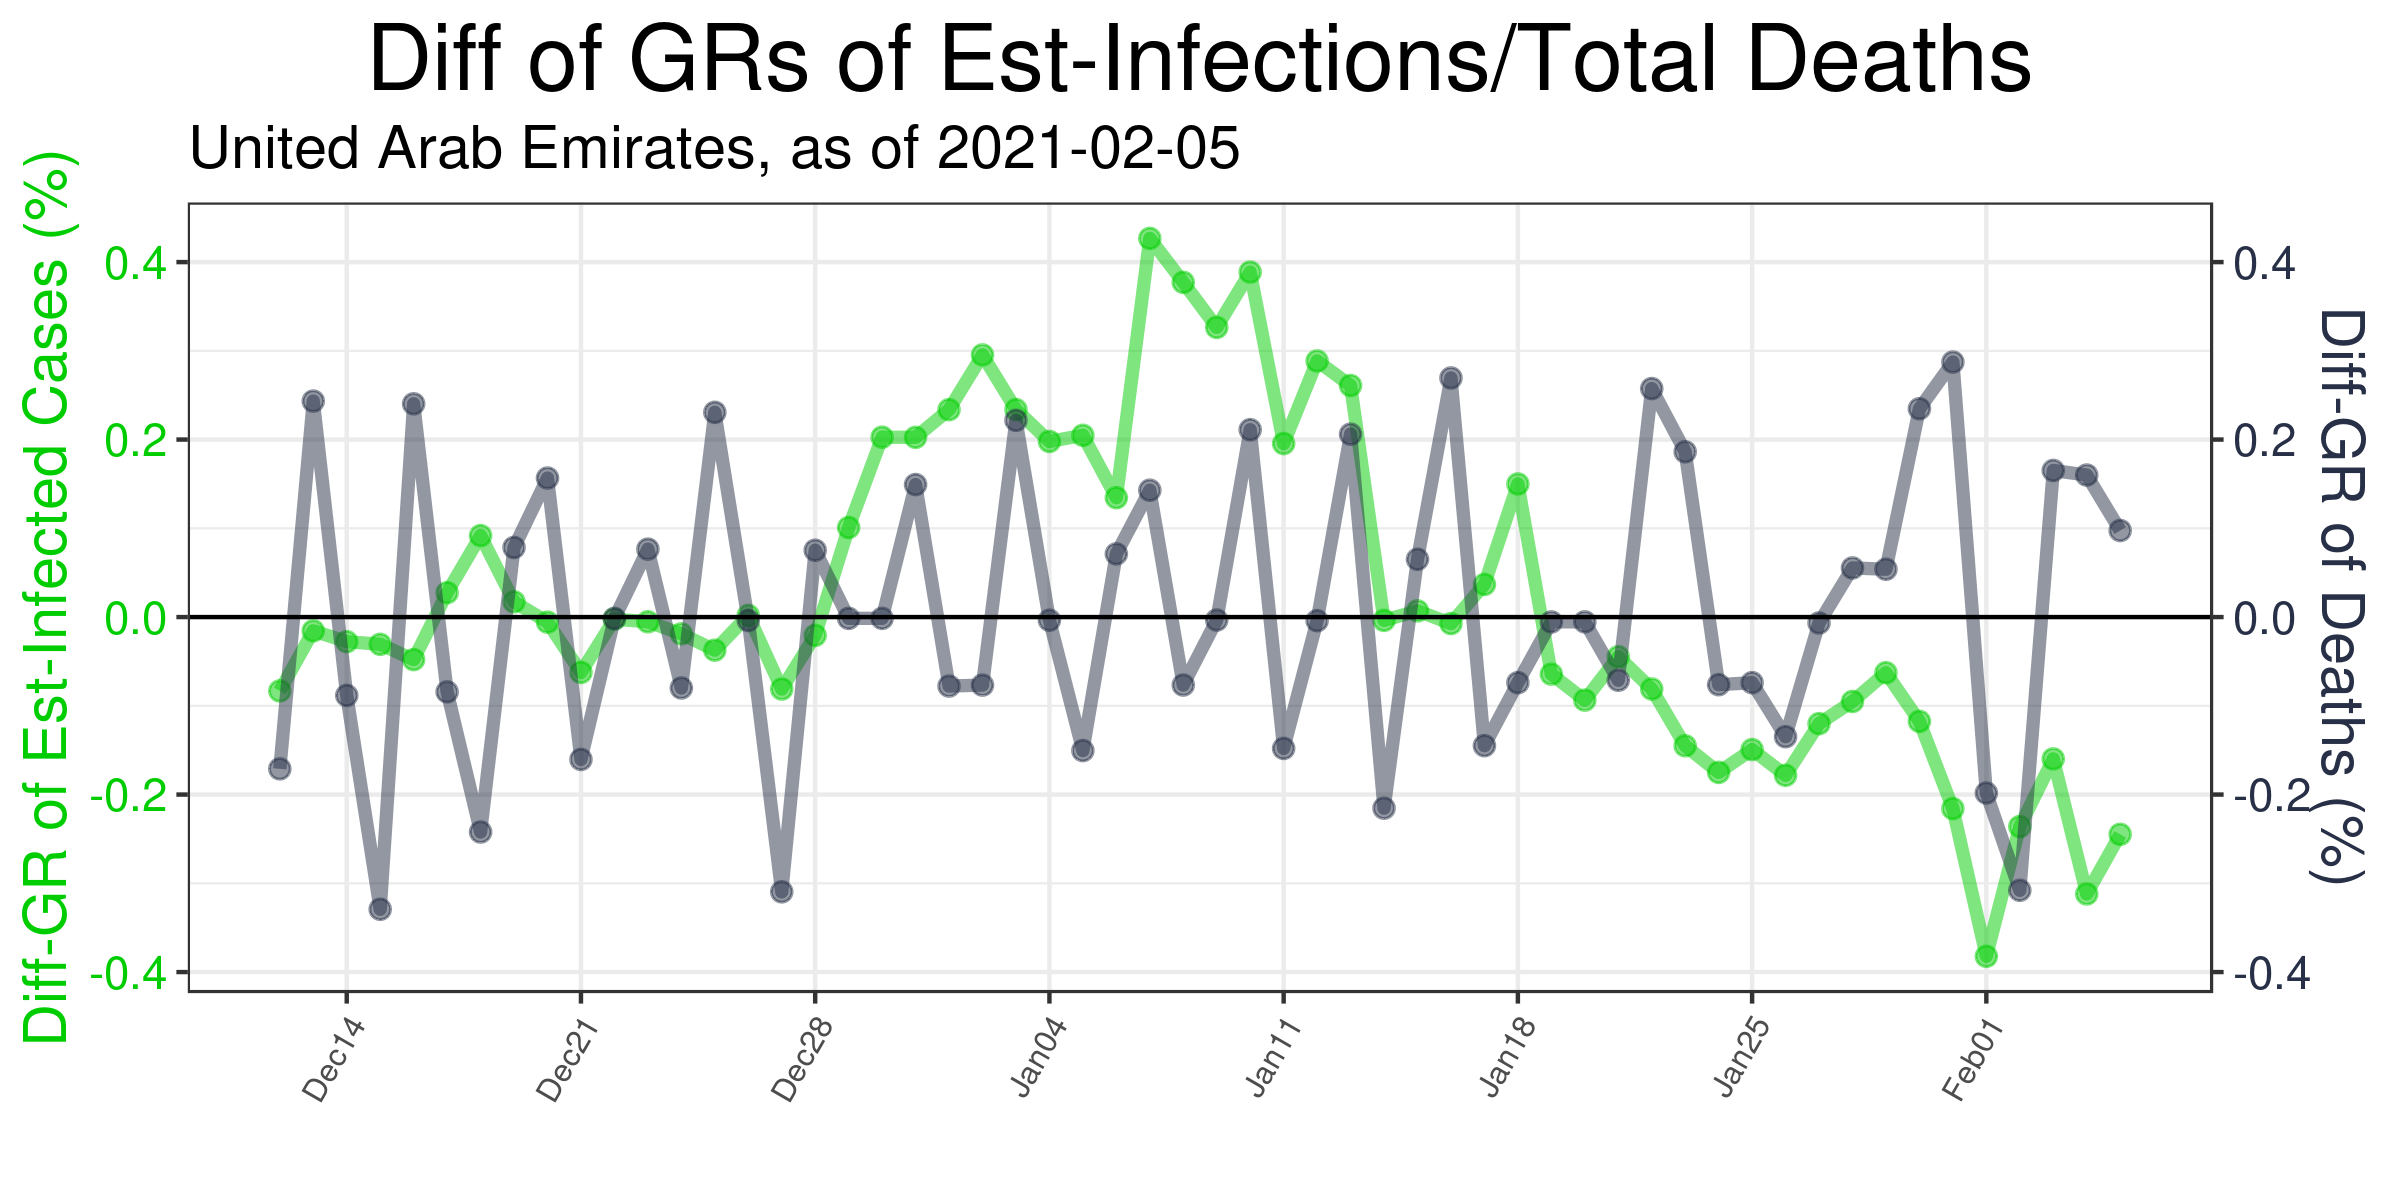 Diff of GRs of Est-Infections/Total Deaths
United Arab Emirates, as of 2021-02-05
Diff-GR of Est-Infected Cases (%)
0.4
0.2
0.0
-0.2
-0.4
0.4
0.2
0.0
-0.2
-0.4
Diff-GR of Deaths (%)
Dec14 Dec21 Dec28 Jan04 Jan11 Jan18 Jan25 Feb01